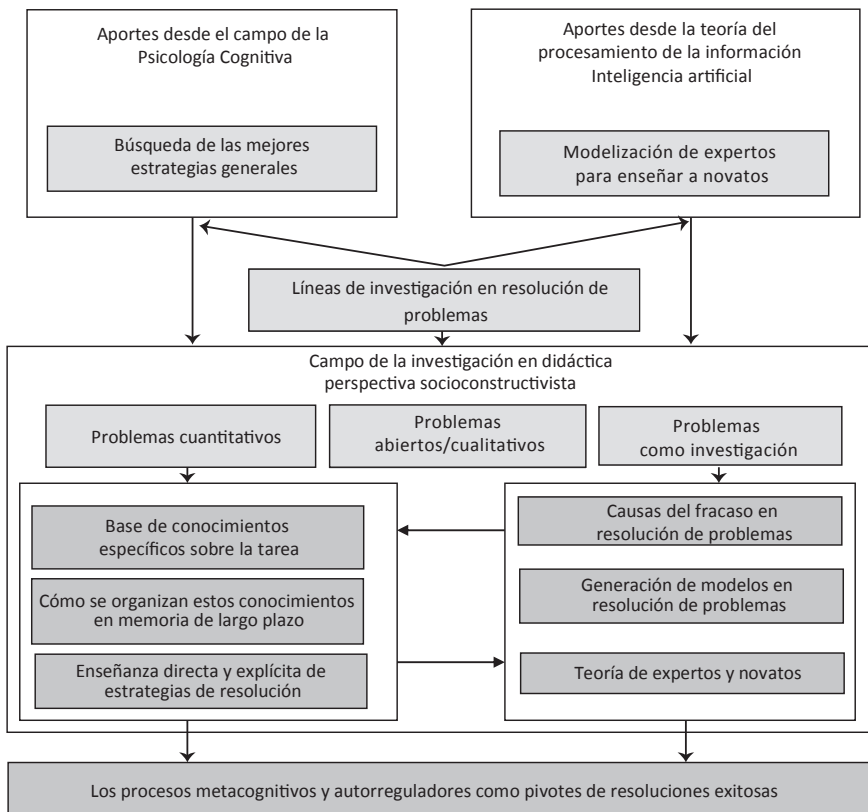 Aportes desde el campo de la
Psicología Cognitiva
Búsqueda de las mejores
estrategias generales
Aportes desde la teoría del
procesamiento de la información
Inteligencia artificial
Modelización de expertos
para enseñar a novatos
Líneas de investigación en resolución de
problemas
Campo de la investigación en didáctica
perspectiva socioconstructivista
Problemas cuantitativos
Problemas
abiertos/cualitativos
Problemas
como investigación
Base de conocimientos
específicos sobre la tarea
Cómo se organizan estos conocimientos
en memoria de largo plazo
Enseñanza directa y explícita de
estrategias de resolución
Causas del fracaso en
resolución de problemas
Generación de modelos en
resolución de problemas
Teoría de expertos y novatos
Los procesos metacognitivos y autorreguladores como pivotes de resoluciones exitosas